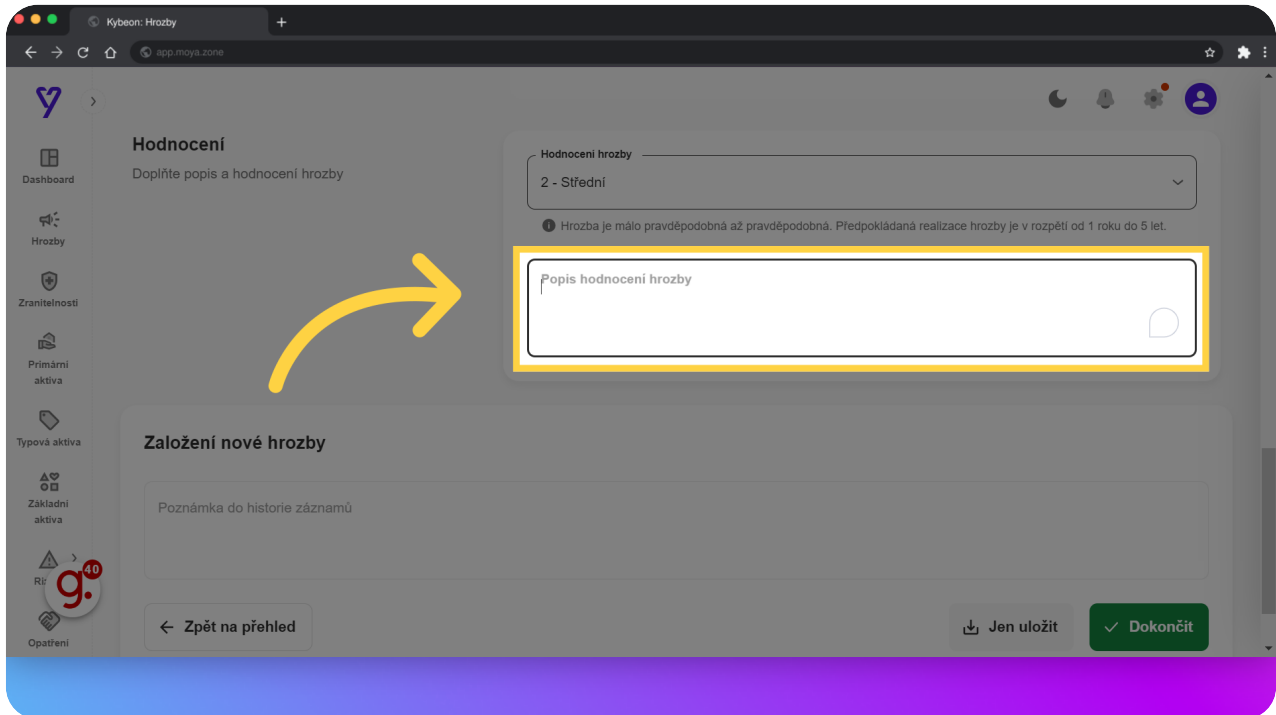 Kybeon: Hrozby
app.moya.zone
Dashboard
Hrozby
Zranitelnosti
Primární
aktiva
Typová aktiva
Základní
aktiva
Opatření
g.
40
Hodnocení
Doplňte popis a hodnocení hrozby
Hodnocení hrozby
2 - Střední
Hrozba je málo pravděpodobná až pravděpodobná. Předpokládaná realizace hrozby je v rozpětí od 1 roku do 5 let.
Popis hodnocení hrozby
Založení nové hrozby
Poznámka do historie záznamů
Zpět na přehled
Jen uložit
Dokončit